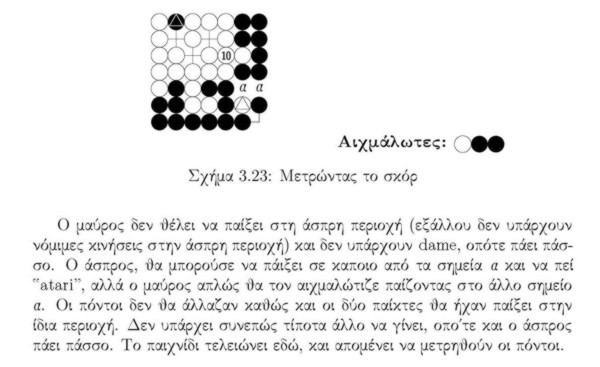 10
a a
Αιχμάλωτες:
Σχήμα 3.23: Μετρώντας το σκόρ
Ο μαύρος δεν θέλει να παίξει στη άσπρη περιοχή (εξάλλου δεν υπάρχουν
νόμιμες κινήσεις στην άσπρη περιοχή) και δεν υπάρχουν dame, οπότε πάει πάσ-
σο. Ο άσπρος, θα μπορούσε να πάιξει σε καποιο από τα σημεία a και να πεί
"atari", αλλά ο μαύρος απλώς θα τον αιχμαλώτιζε παίζοντας στο άλλο σημείο
a. Οι πόντοι δεν θα άλλαζαν καθώς και οι δύο παίκτες θα ήχαν παίξει στην
ίδια περιοχή. Δεν υπάρχει συνεπώς τίποτα άλλο να γίνει, οπο´τε και ο άσπρος
πάει πάσσο. Το παιχνίδι τελειώνει εδώ, και απομένει να μετρηθούν οι πόντοι.